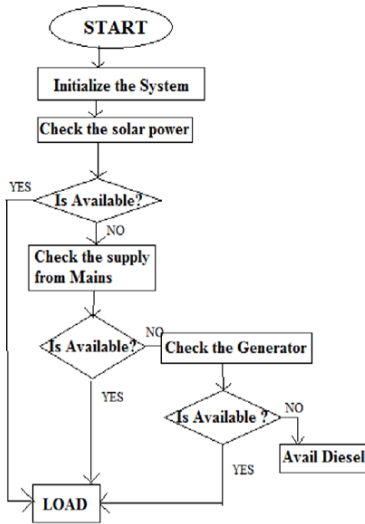 START
Initialize the System
Check the solar power
YES
Is Available?
NO
Check the supply
from Mains
Is Available?
NO
Check the Generator
YES
Is Available ?
NO
YES
Avail Diesel
LOAD